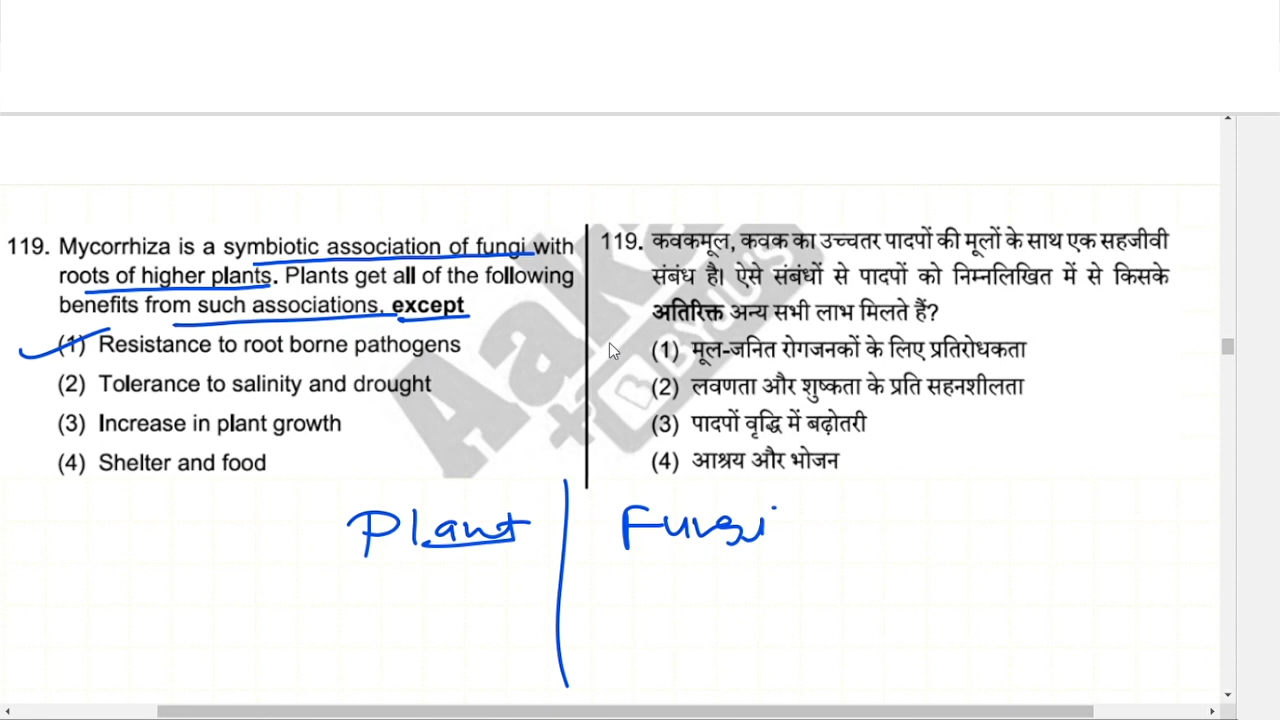 119. Mycorrhiza is a symbiotic association of fungi with
roots of higher plants. Plants get all of the following
benefits from such associations, except
(1) Resistance to root borne pathogens
(2) Tolerance to salinity and drought
(3) Increase in plant growth
(4) Shelter and food
119. कवकमूल, कवक का उच्चतर पादपों की मूलों के साथ एक सहजीवी
संबंध है। ऐसे संबंधों से पादपों को निम्नलिखित में से किसके
अतिरिक्त अन्य सभी लाभ मिलते हैं?
(1) मूल-जनित रोगजनकों के लिए प्रतिरोधकता
(2) लवणता और शुष्कता के प्रति सहनशीलता
(3) पादपों वृद्धि में बढ़ोतरी
(4) आश्रय और भोजन
Aakash
BYJU'S
Plant
Fungi